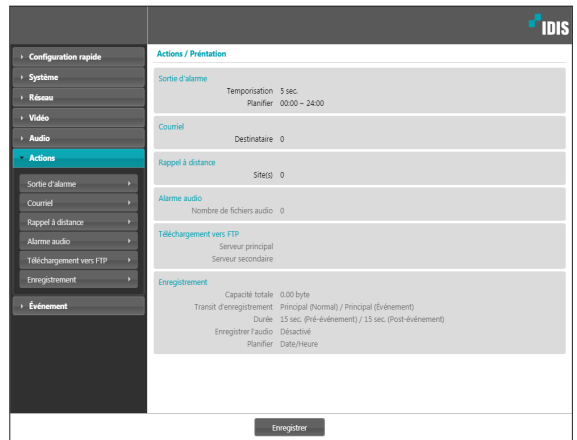 IDIS
Configuration rapide
Système
Réseau
Vidéo
Audio
Actions
Sortie d'alarme
Courriel
Rappel à distance
Alarme audio
Téléchargement vers FTP
Enregistrement
Événement
Actions / Préntation
Sortie d'alarme
Temporisation 5 sec.
Planifier 00:00 ~ 24:00
Courriel
Destinataire 0
Rappel à distance
Site(s) 0
Alarme audio
Nombre de fichiers audio 0
Téléchargement vers FTP
Serveur principal
Serveur secondaire
Enregistrement
Capacité totale 0.00 byte
Transit d'enregistrement Principal (Normal) / Principal (Événement)
Durée 15 sec. (Pré-événement) / 15 sec. (Post-événement)
Enregistrer l'audio Désactivé
Planifier Date/Heure
Enregistrer